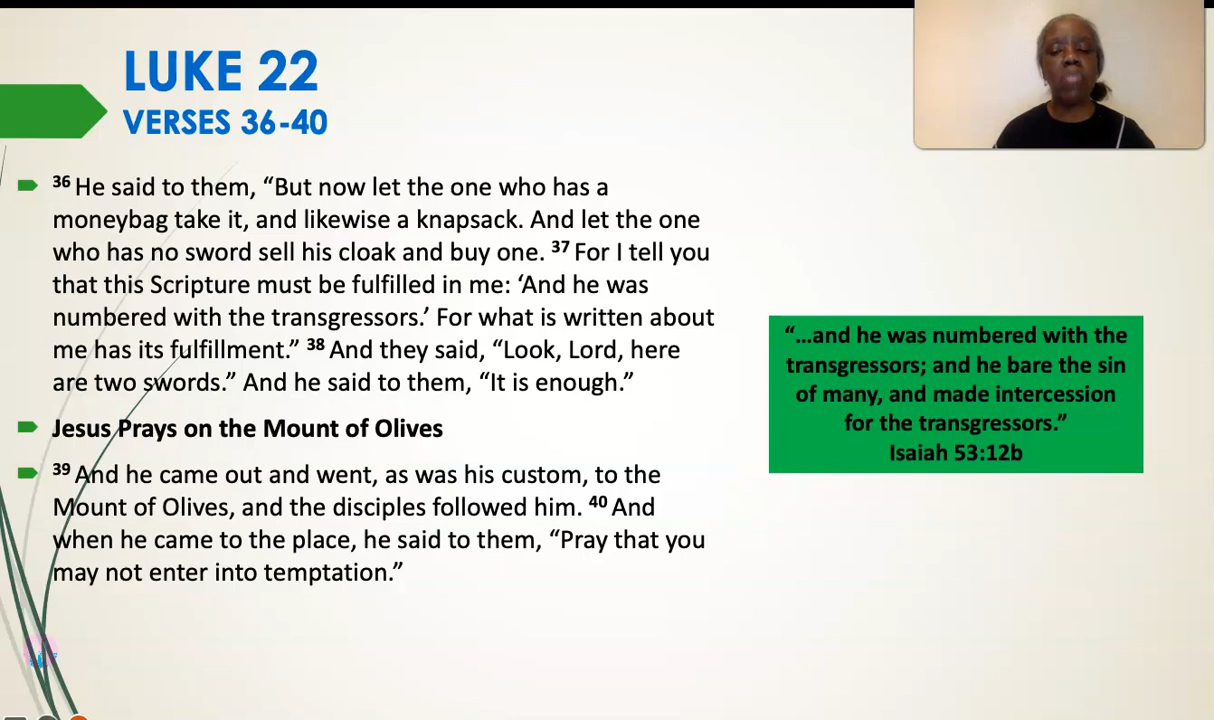 LUKE 22
VERSES 36-40
36 He said to them, “But now let the one who has a
moneybag take it, and likewise a knapsack. And let the one
who has no sword sell his cloak and buy one. 37 For I tell you
that this Scripture must be fulfilled in me: ‘And he was
numbered with the transgressors.’ For what is written about
me has its fulfillment.” 38 And they said, “Look, Lord, here
are two swords.” And he said to them, “It is enough.”
Jesus Prays on the Mount of Olives
39 And he came out and went, as was his custom, to the
Mount of Olives, and the disciples followed him. 40 And
when he came to the place, he said to them, “Pray that you
may not enter into temptation.”
“…and he was numbered with the
transgressors; and he bare the sin
of many, and made intercession
for the transgressors.”
Isaiah 53:12b